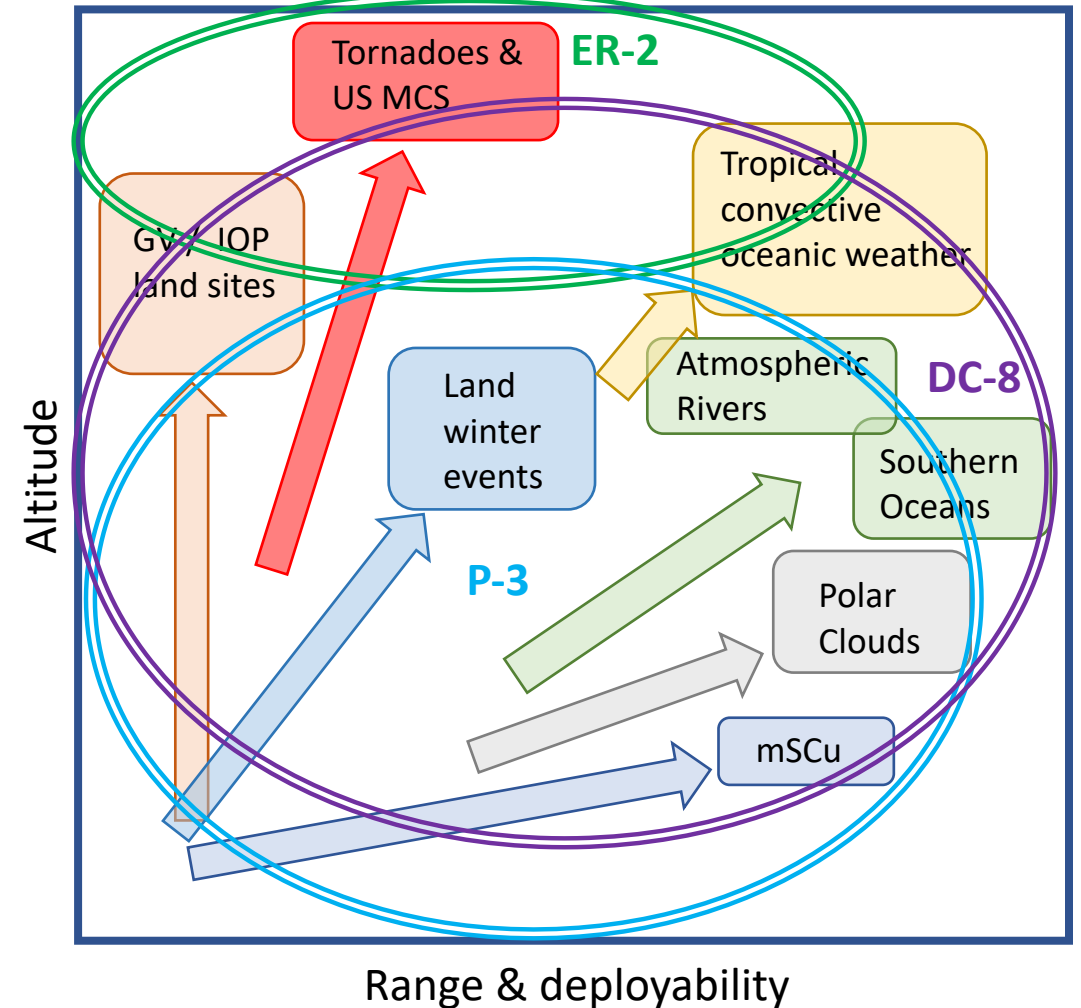 Tornadoes &
US MCS
ER-2
Tropical
convective
oceanic weather
GV / IOP
land sites
Land
winter
events
Atmospheric
Rivers
DC-8
Southern
Oceans
P-3
Polar
Clouds
mSCu
Altitude
Range & deployability